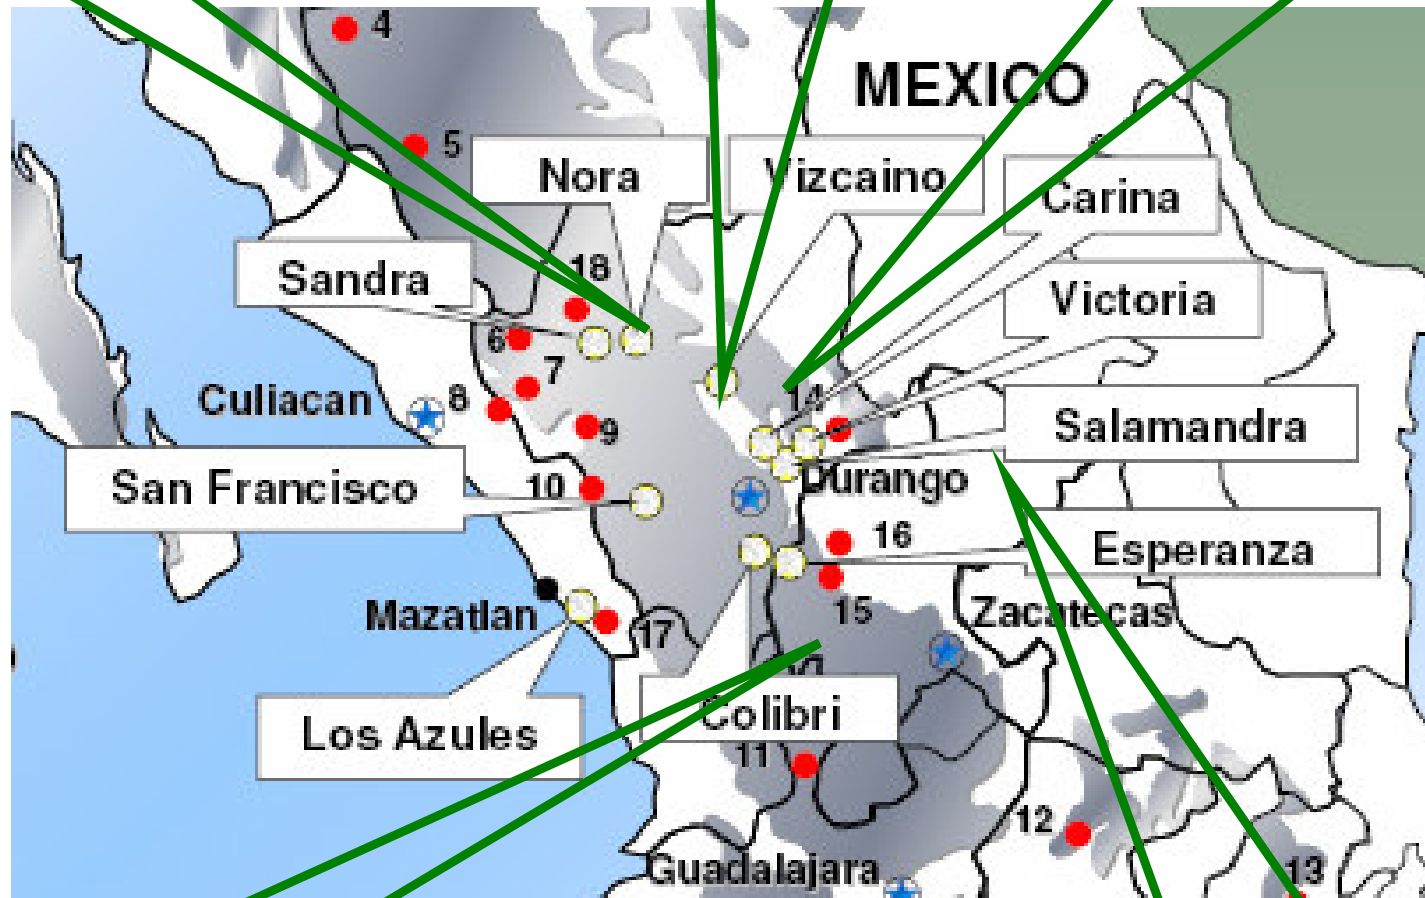 4
MEXICO
5
Nora
Vizcaino
Carina
18
Sandra
Victoria
6
7
Culiacan
8
14
9
Salamandra
10
Durango
San Francisco
16
Esperanza
15
Mazatlan
17
Zacatecas
Los Azules
Colibri
11
12
Guadalajara
13